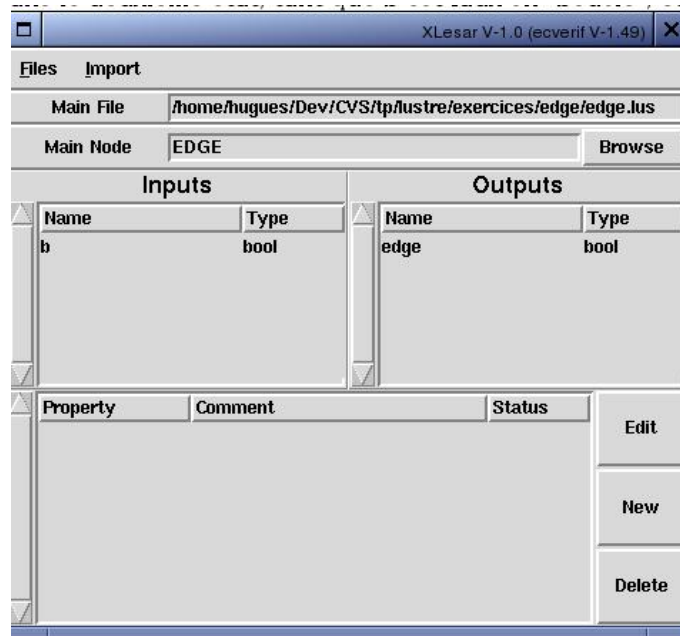 XLesar V-1.0 (ecverif V-1.49)
Files Import
Main File /home/hugues/Dev/CVS/tp/lustre/exercices/edge/edge.lus
Main Node EDGE Browse
Inputs Outputs
Name Type Name Type
b bool edge bool
Property Comment Status
Edit
New
Delete